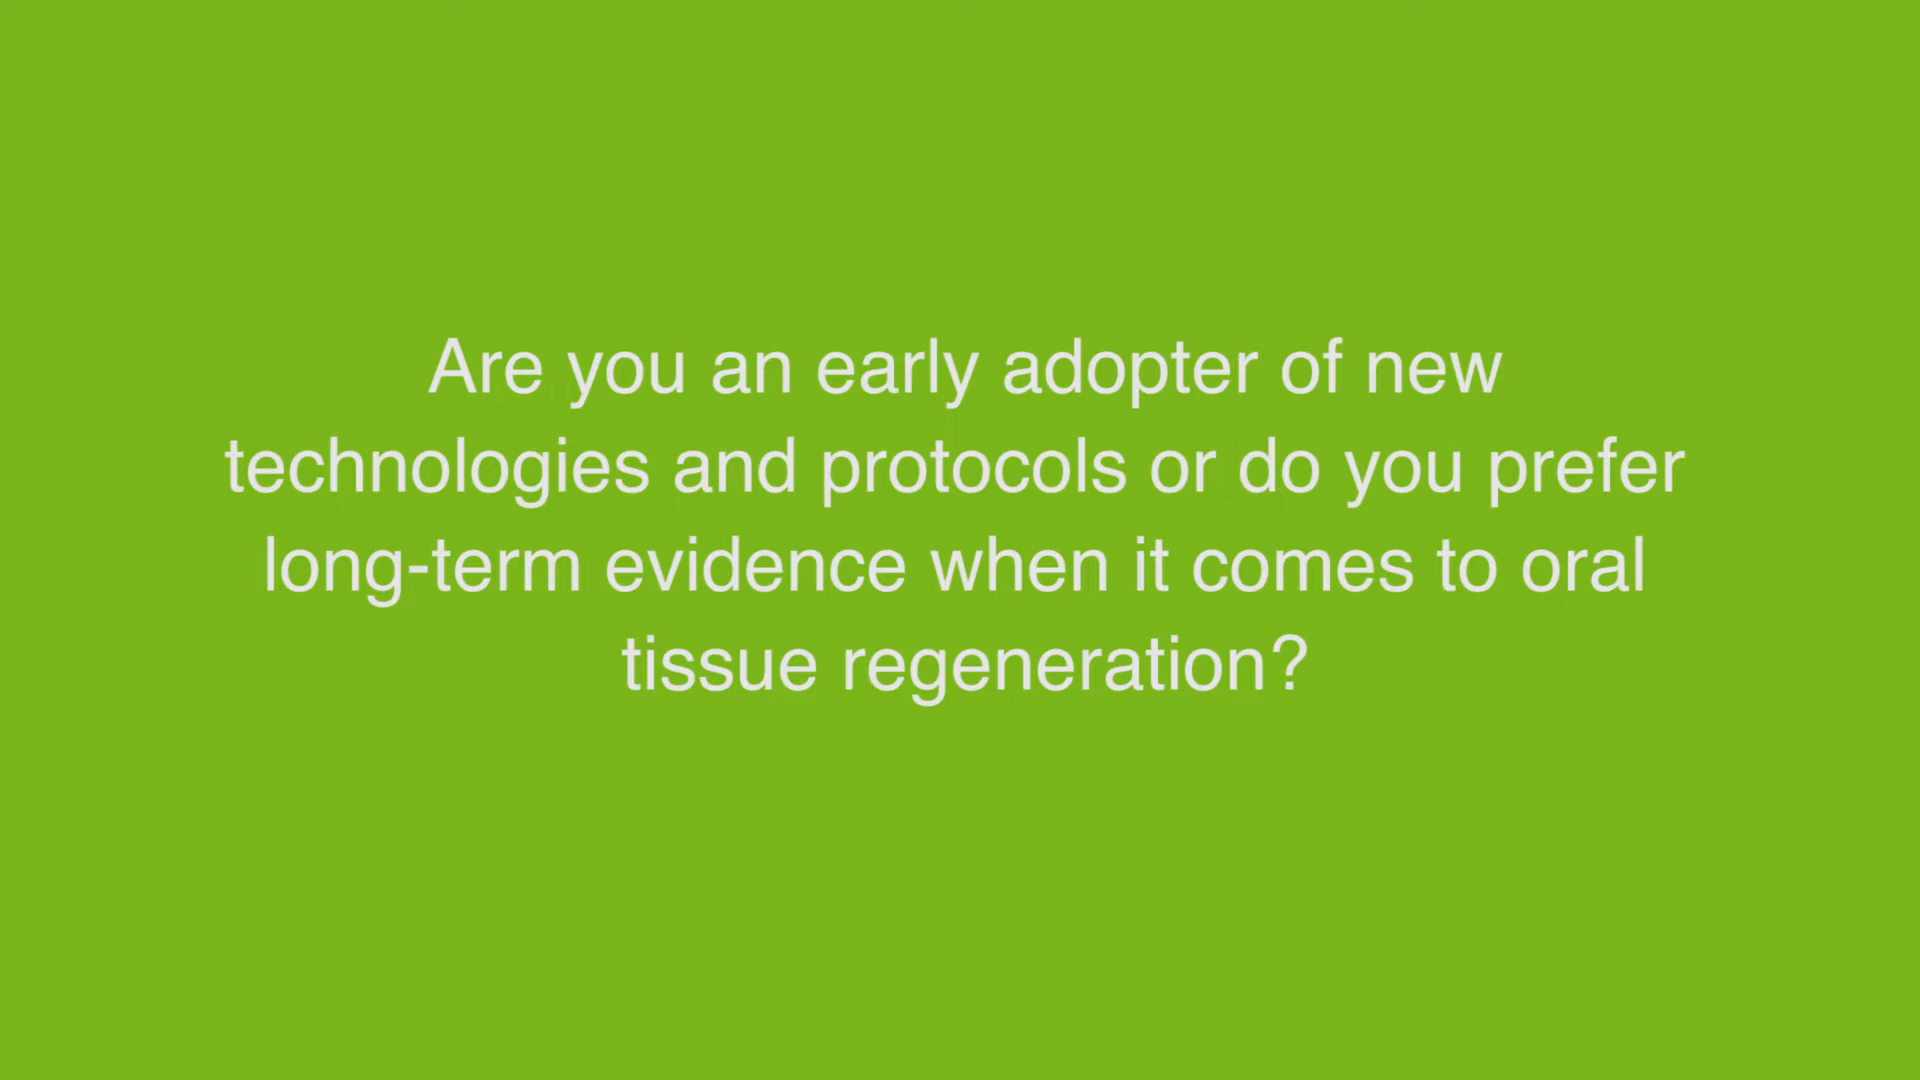 Are you an early adopter of new
technologies and protocols or do you prefer
long-term evidence when it comes to oral
tissue regeneration?